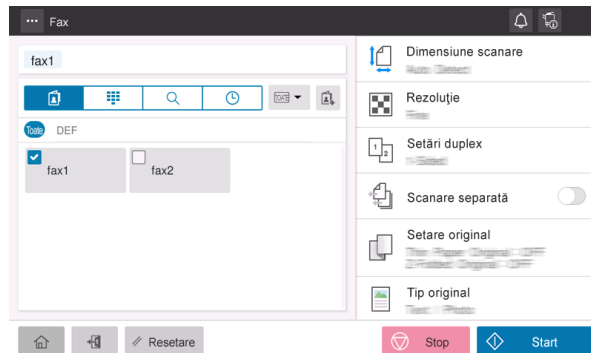 Fax
fax1
Dimensiune scanare
TOATE
Rezoluție
Toate DEF
Setări duplex
fax1 fax2
Scanare separată
Setare original
Tip original
Resetare Stop Start